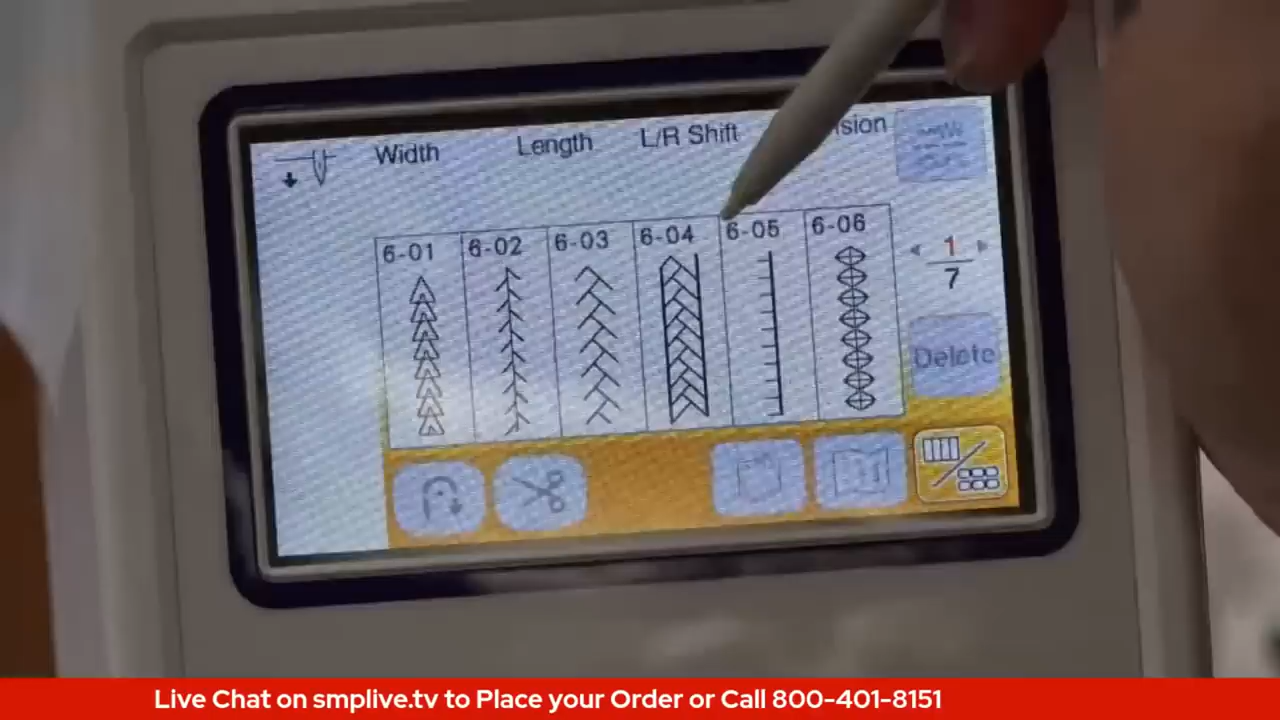 Width Length L/R Shift sion
6-01 6-02 6-03 6-04 6-05 6-06
1
7
Delete
Live Chat on smplive.tv to Place your Order or Call 800-401-8151